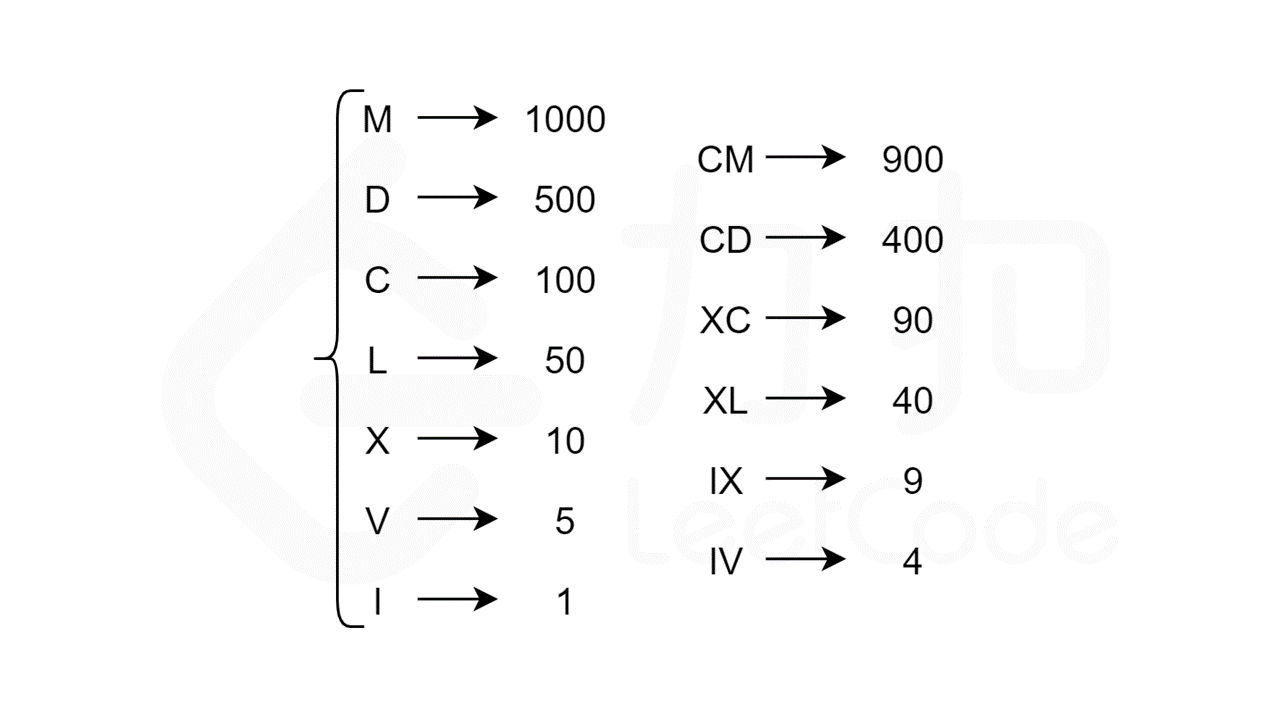 M → 1000
D → 500
C → 100
L → 50
X → 10
V → 5
I → 1
CM → 900
CD → 400
XC → 90
XL → 40
IX → 9
IV → 4
力扣
LeetCode